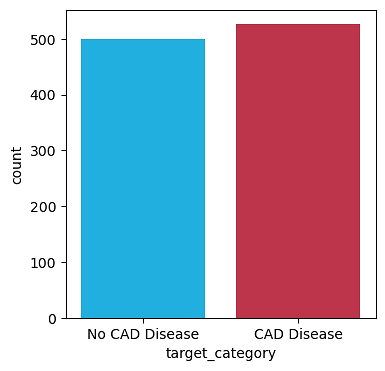 500
400
300
200
100
0
count
No CAD Disease
CAD Disease
target_category